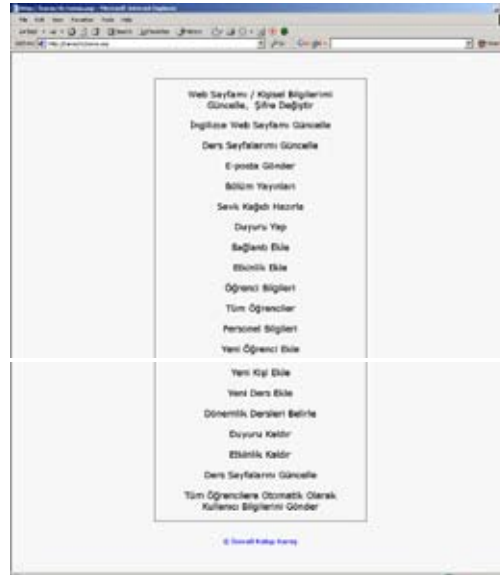 Web Sayfamı / Kişisel Bilgilerimi
Güncelle, Şifre Değiştir
İngilizce Web Sayfamı Güncelle
Ders Sayfalarımı Güncelle
E-posta Gönder
Bölüm Yayınları
Sevk Kağıdı Hazırla
Duyuru Yap
Bağlantı Ekle
Etkinlik Ekle
Öğrenci Bilgileri
Tüm Öğrenciler
Personel Bilgileri
Yeni Öğrenci Ekle
Yeni Kişi Ekle
Yeni Ders Ekle
Dönemlik Dersleri Belirle
Duyuru Kaldır
Etkinlik Kaldır
Ders Sayfalarını Güncelle
Tüm Öğrencilere Otomatik Olarak
Kullanıcı Bilgilerini Gönder